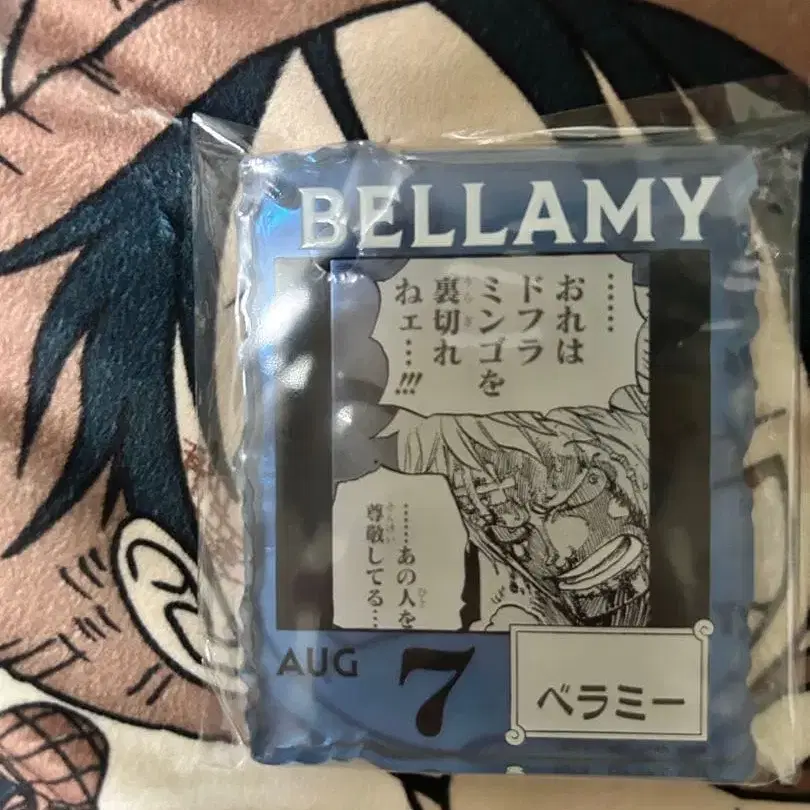 BELLAMY
……
おれは
ドフラ
ミンゴを
裏切れ
ねェ…!!!
……あの人を
尊敬してる…
AUG
7
ベラミー